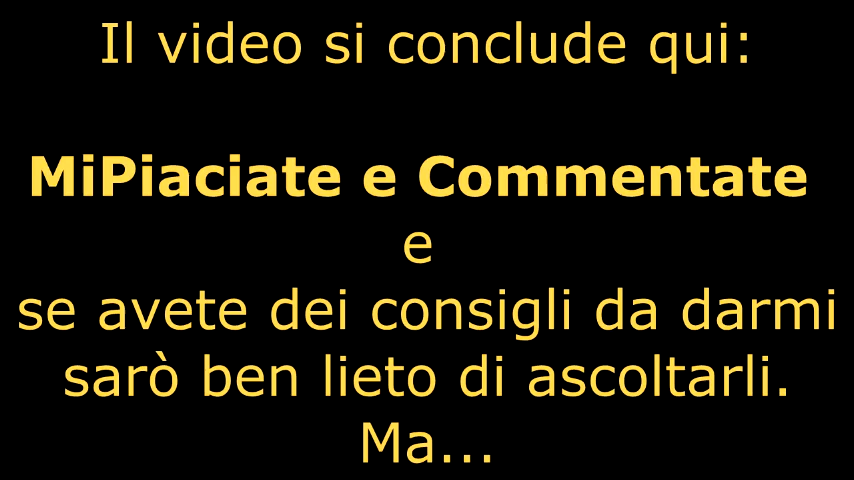 Il video si conclude qui:
MiPiaciate e Commentate
e
se avete dei consigli da darmi
sarò ben lieto di ascoltarli.
Ma...